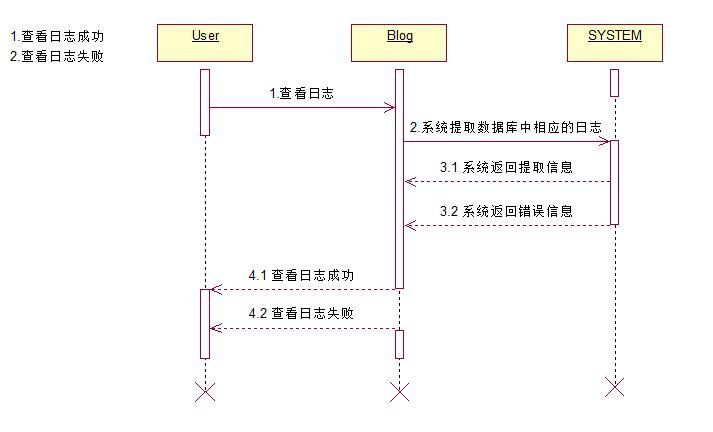 1.查看日志成功
2.查看日志失败
User
Blog
SYSTEM
1.查看日志
2.系统提取数据库中相应的日志
3.1 系统返回提取信息
3.2 系统返回错误信息
4.1 查看日志成功
4.2 查看日志失败